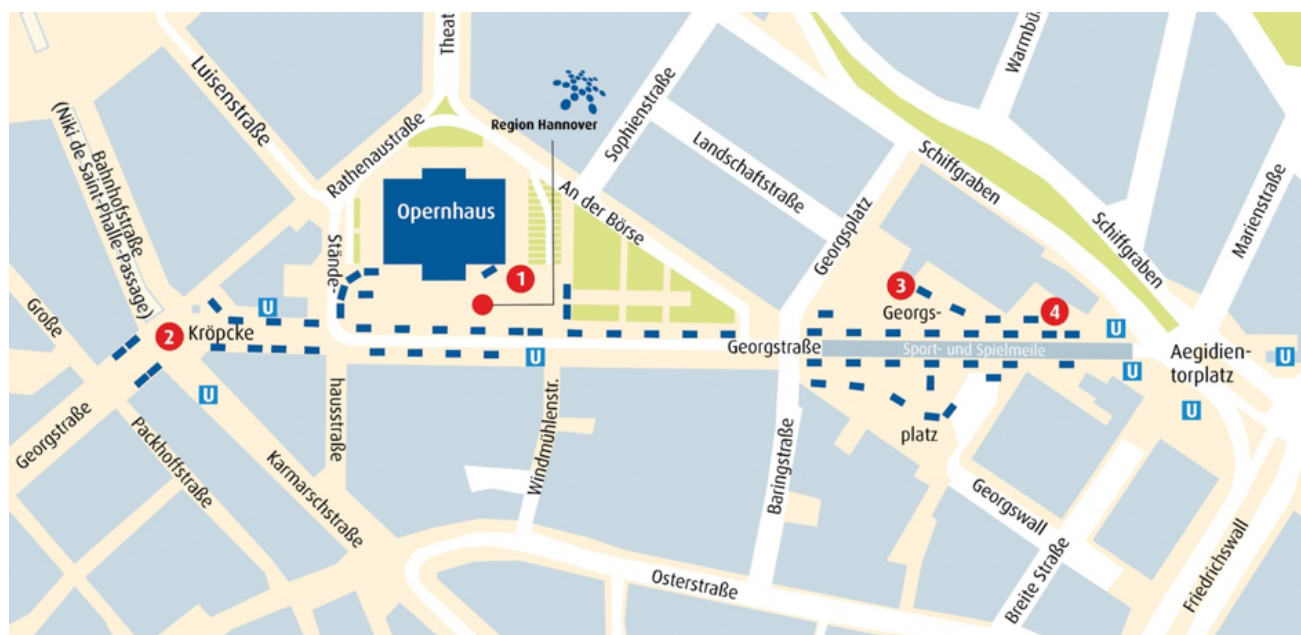 Theat
Warmbü
Luisenstraße
Region Hannover
Sophienstraße
Bahnhofstraße
(Niki de Saint-Phalle-Passage)
Rathenaustraße
Landschaftstraße
Schiffgraben
Opernhaus
An der Börse
Schiffgraben
Marienstraße
Georgsplatz
Stände-
1
3
Große
Georgs-
4
2
Kröpcke
U
U
U
Georgstraße
Sport- und Spielmeile
Aegidien-
torplatz
U
U
U
U
hausstraße
Georgstraße
Packhofstraße
Karmarschstraße
Windmühlenstr.
Baringstraße
platz
Georgswall
Osterstraße
Breite Straße
Friedrichswall